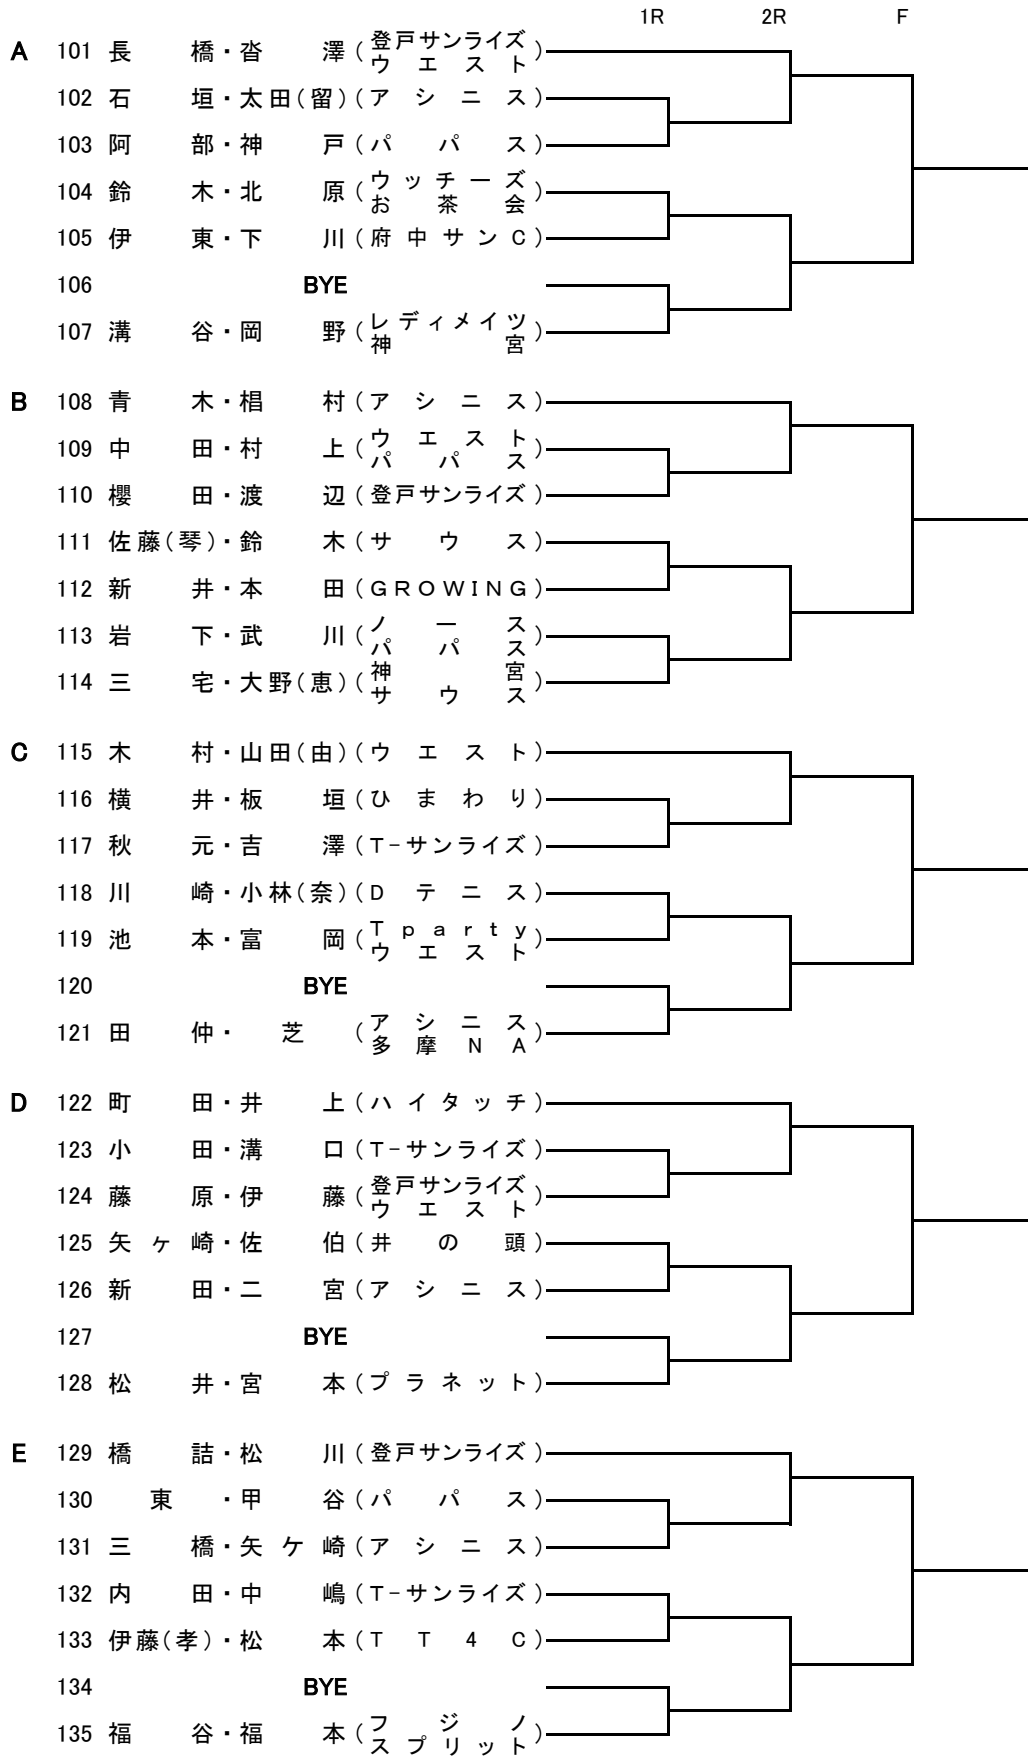 1R 2R F
A 101 長橋・沓澤(登戸サンライズ
ウエスト)
102 石垣・太田(留)(アシニス)
103 阿部・神戸(パパス)
104 鈴木・北原(ウッチーズ
お茶会)
105 伊東・下川(府中サンC)
106 BYE
107 溝谷・岡野(レディメイツ
神宮)
B 108 青木・椙村(アシニス)
109 中田・村上(ウエスト
パパス)
110 櫻田・渡辺(登戸サンライズ)
111 佐藤(琴)・鈴木(サウス)
112 新井・本田(GROWING)
113 岩下・武川(ノース
パパス)
114 三宅・大野(恵)(神宮
サウス)
C 115 木村・山田(由)(ウエスト)
116 横井・板垣(ひまわり)
117 秋元・吉澤(T-サンライズ)
118 川崎・小林(奈)(Dテニス)
119 池本・富岡(Tparty
ウエスト)
120 BYE
121 田仲・芝(アシニス
多摩NA)
D 122 町田・井上(ハイタッチ)
123 小田・溝口(T-サンライズ)
124 藤原・伊藤(登戸サンライズ
ウエスト)
125 矢ヶ崎・佐伯(井の頭)
126 新田・二宮(アシニス)
127 BYE
128 松井・宮本(プラネット)
E 129 橋詰・松川(登戸サンライズ)
130 東・甲谷(パパス)
131 三橋・矢ケ崎(アシニス)
132 内田・中嶋(T-サンライズ)
133 伊藤(孝)・松本(TT4C)
134 BYE
135 福谷・福本(フジノ
スプリット)